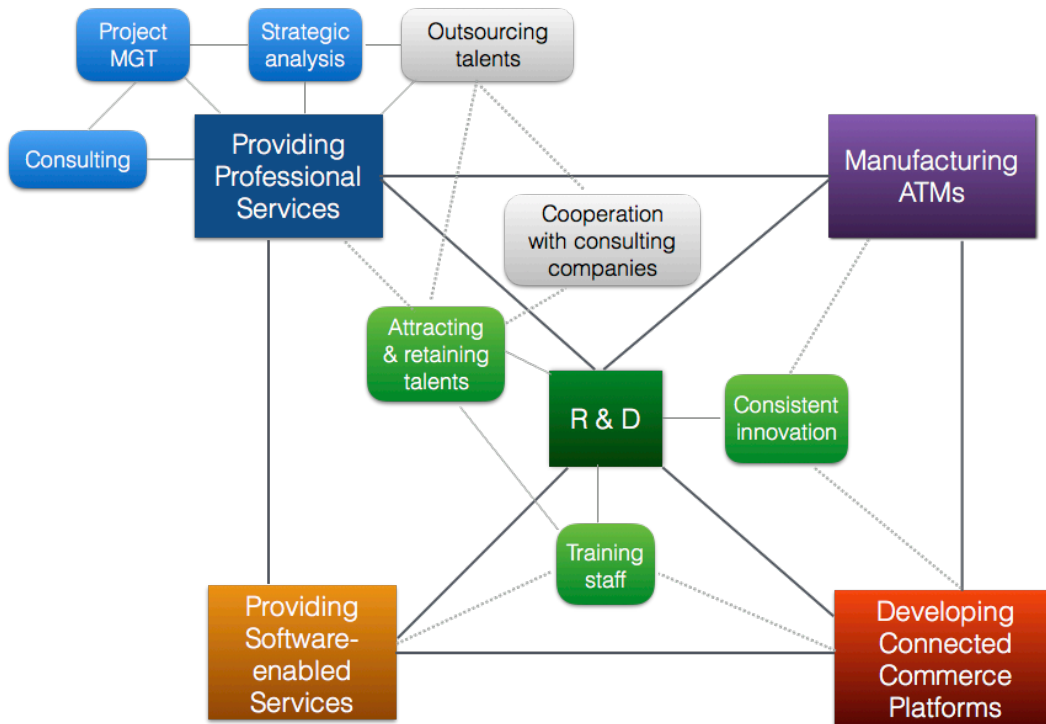 Project
MGT
Strategic
analysis
Outsourcing
talents
Consulting
Providing
Professional
Services
Manufacturing
ATMs
Cooperation
with consulting
companies
Attracting
& retaining
talents
R & D
Consistent
innovation
Training
staff
Providing
Software-
enabled
Services
Developing
Connected
Commerce
Platforms